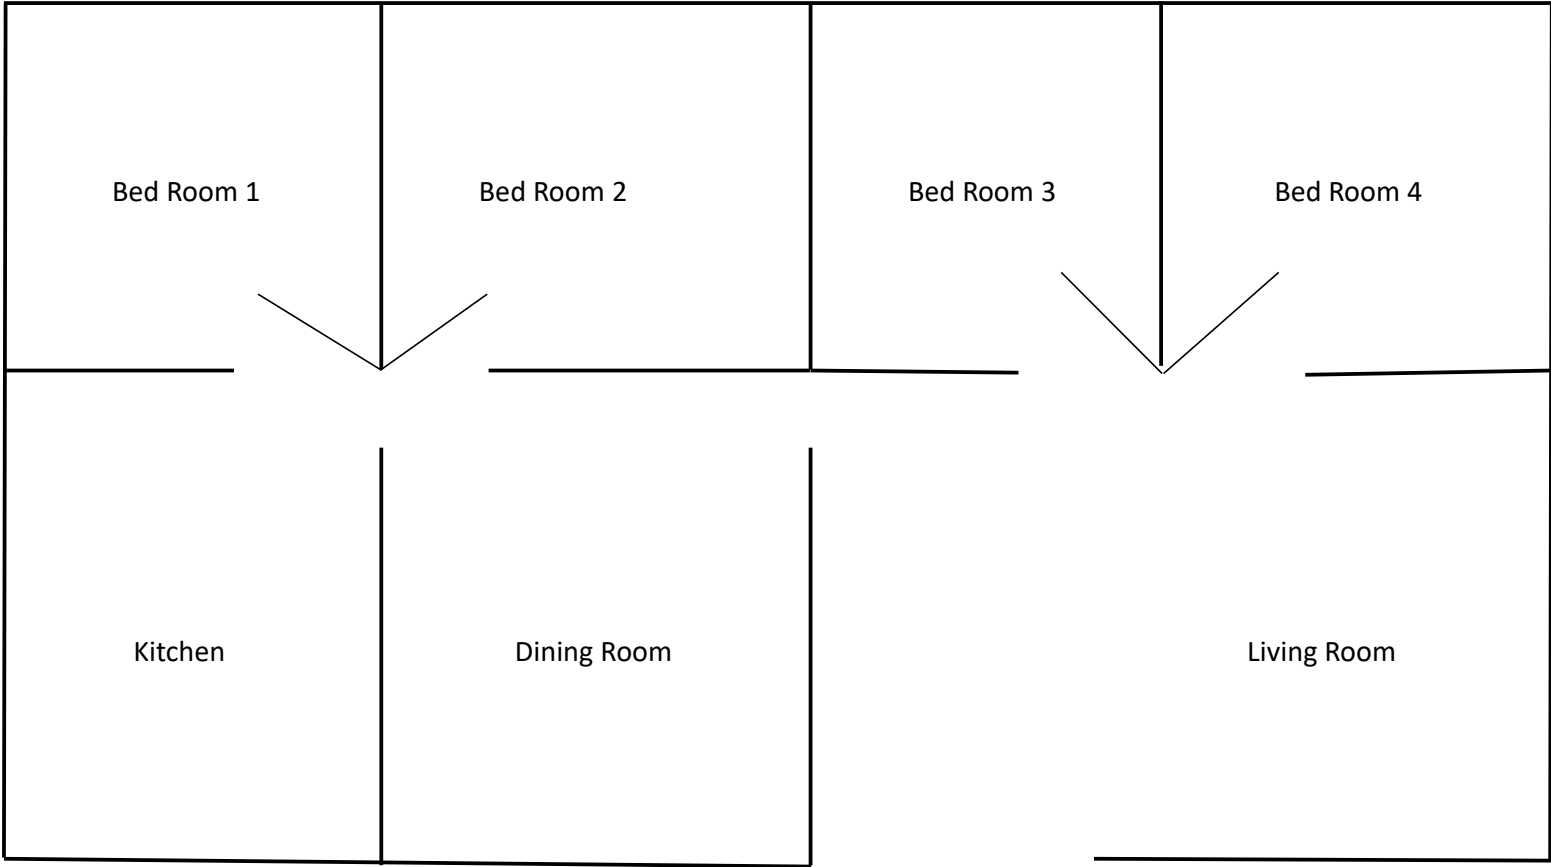 Bed Room 1
Bed Room 2
Bed Room 3
Bed Room 4
Kitchen
Dining Room
Living Room